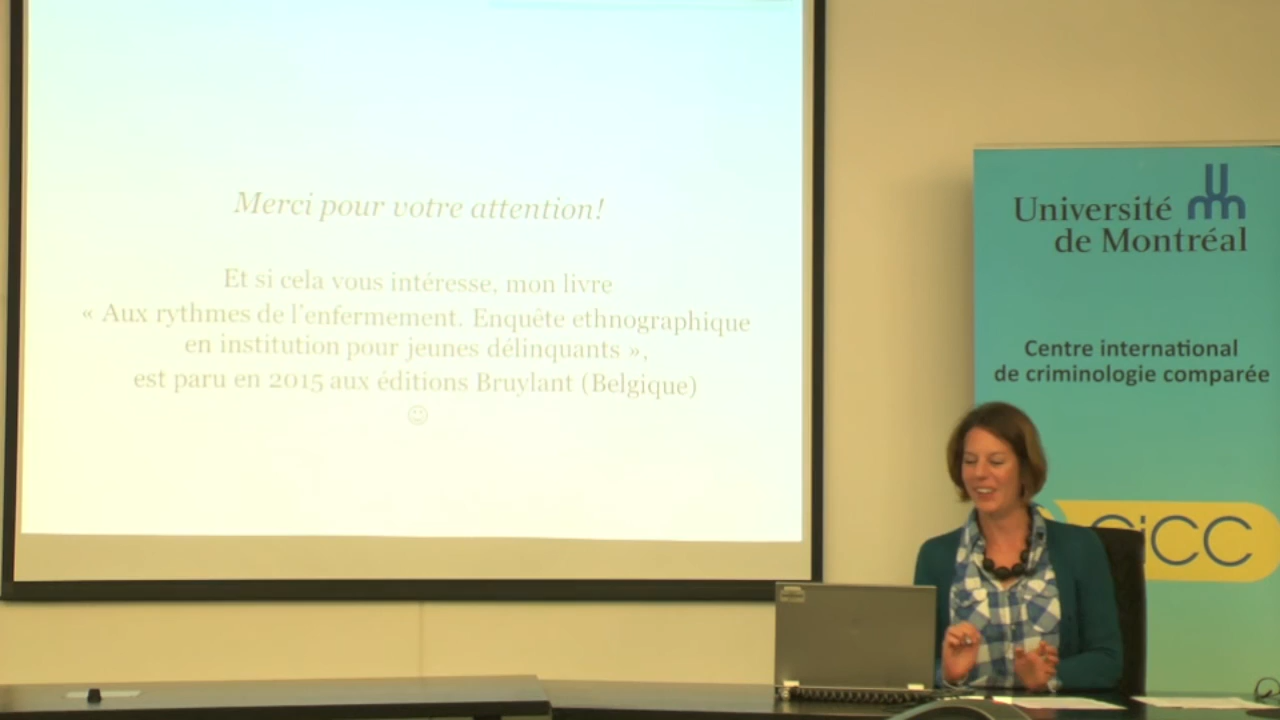 Merci pour votre attention!
Et si cela vous intéresse, mon livre
« Aux rythmes de l'enfermement. Enquête ethnographique
en institution pour jeunes délinquants »,
est paru en 2015 aux éditions Bruylant (Belgique)
☺
Université
de Montréal
Centre international
de criminologie comparée
CiCC